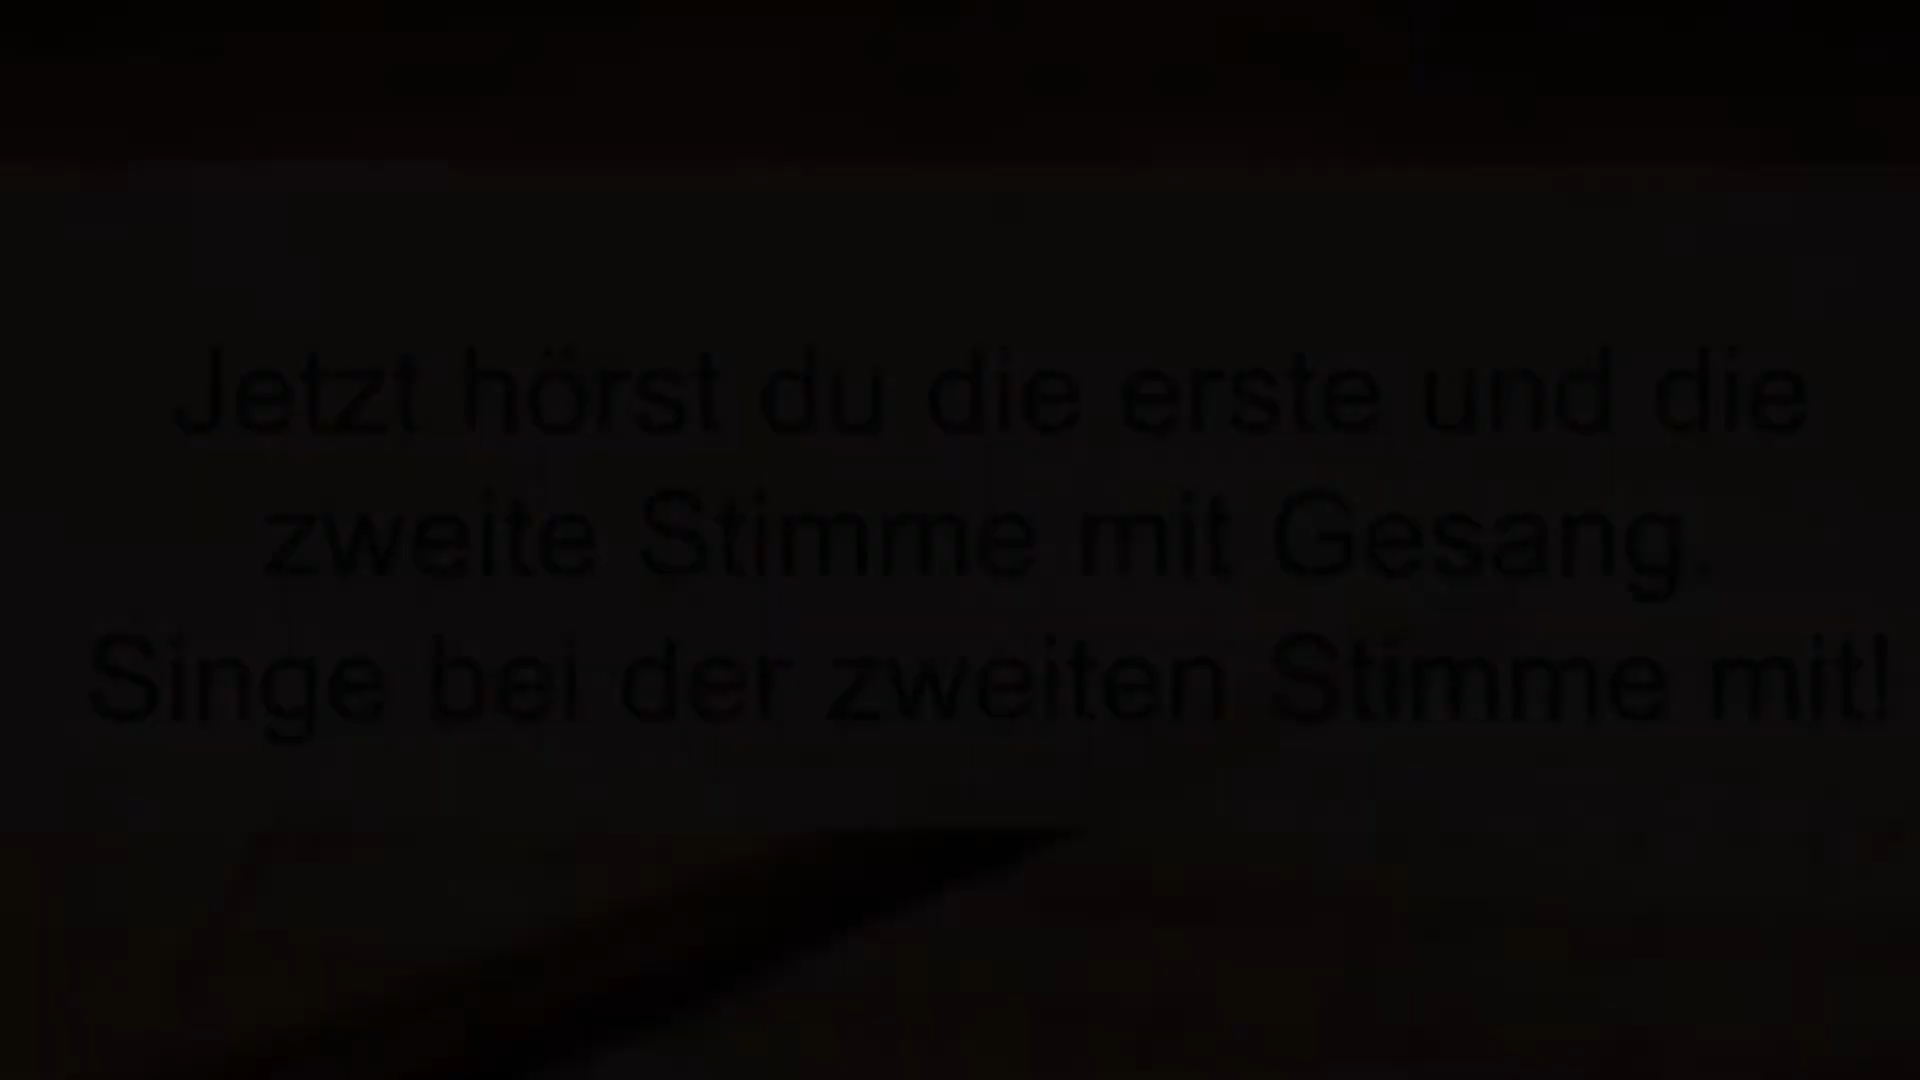 Jetzt hörst du die erste und die
zweite Stimme mit Gesang.
Singe bei der zweiten Stimme mit!